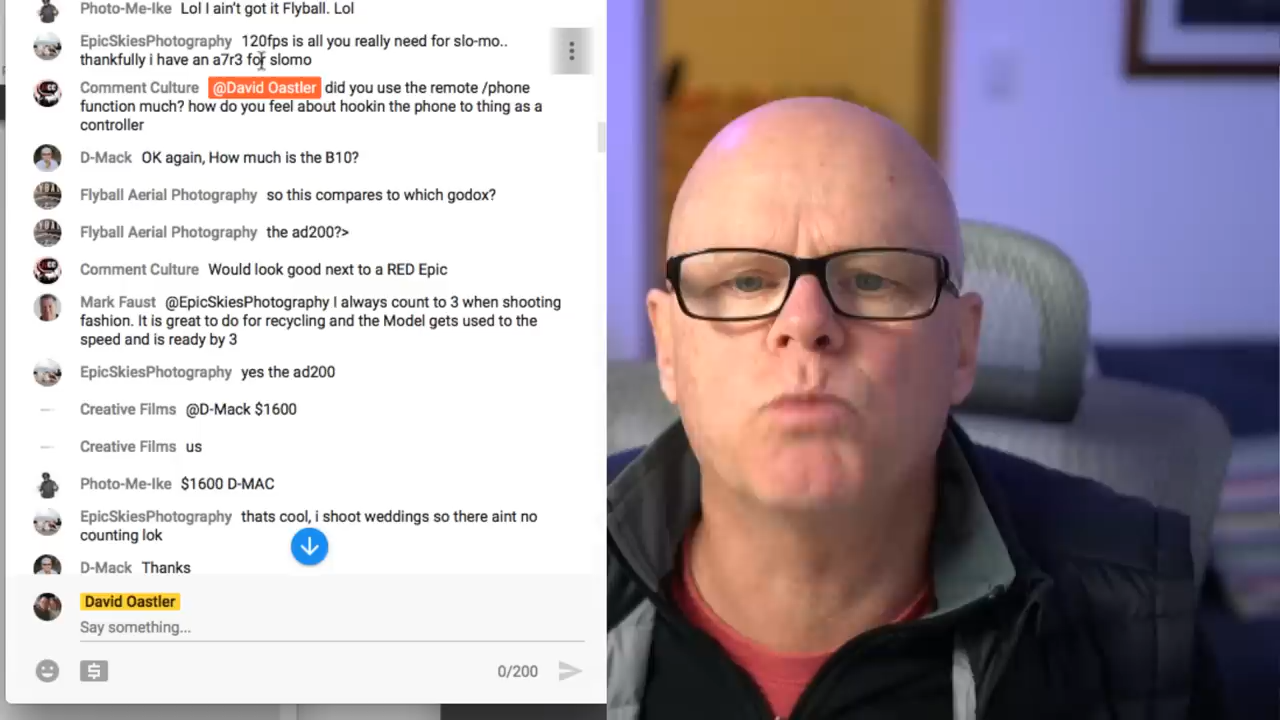 Photo-Me-Ike Lol I ain't got it Flyball. Lol
EpicSkiesPhotography 120fps is all you really need for slo-mo..
thankfully i have an a7r3 for slomo
Comment Culture @David Oastler did you use the remote /phone
function much? how do you feel about hookin the phone to thing as a
controller
D-Mack OK again, How much is the B10?
Flyball Aerial Photography so this compares to which godox?
Flyball Aerial Photography the ad200?>
Comment Culture Would look good next to a RED Epic
Mark Faust @EpicSkiesPhotography I always count to 3 when shooting
fashion. It is great to do for recycling and the Model gets used to the
speed and is ready by 3
EpicSkiesPhotography yes the ad200
Creative Films @D-Mack $1600
Creative Films us
Photo-Me-Ike $1600 D-MAC
EpicSkiesPhotography thats cool, i shoot weddings so there aint no
counting lok
D-Mack Thanks
David Oastler
Say something...
0/200